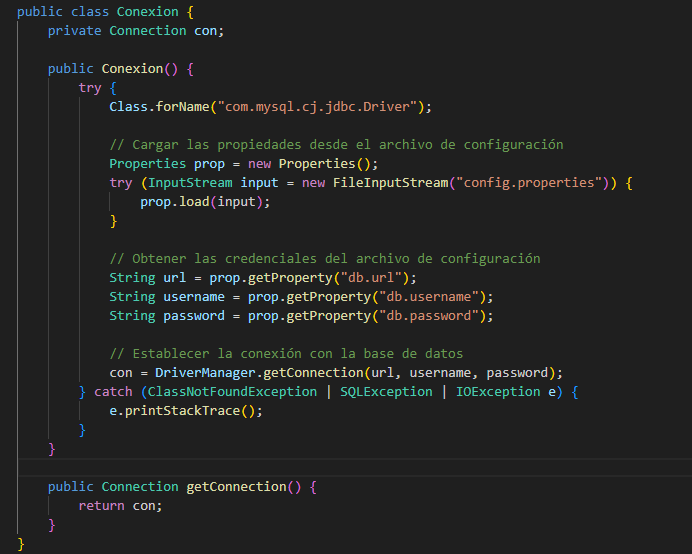 public class Conexion {
private Connection con;
public Conexion() {
try {
Class.forName("com.mysql.cj.jdbc.Driver");
// Cargar las propiedades desde el archivo de configuración
Properties prop = new Properties();
try (InputStream input = new FileInputStream("config.properties")) {
prop.load(input);
}
// Obtener las credenciales del archivo de configuración
String url = prop.getProperty("db.url");
String username = prop.getProperty("db.username");
String password = prop.getProperty("db.password");
// Establecer la conexión con la base de datos
con = DriverManager.getConnection(url, username, password);
} catch (ClassNotFoundException | SQLException | IOException e) {
e.printStackTrace();
}
}
public Connection getConnection() {
return con;
}
}